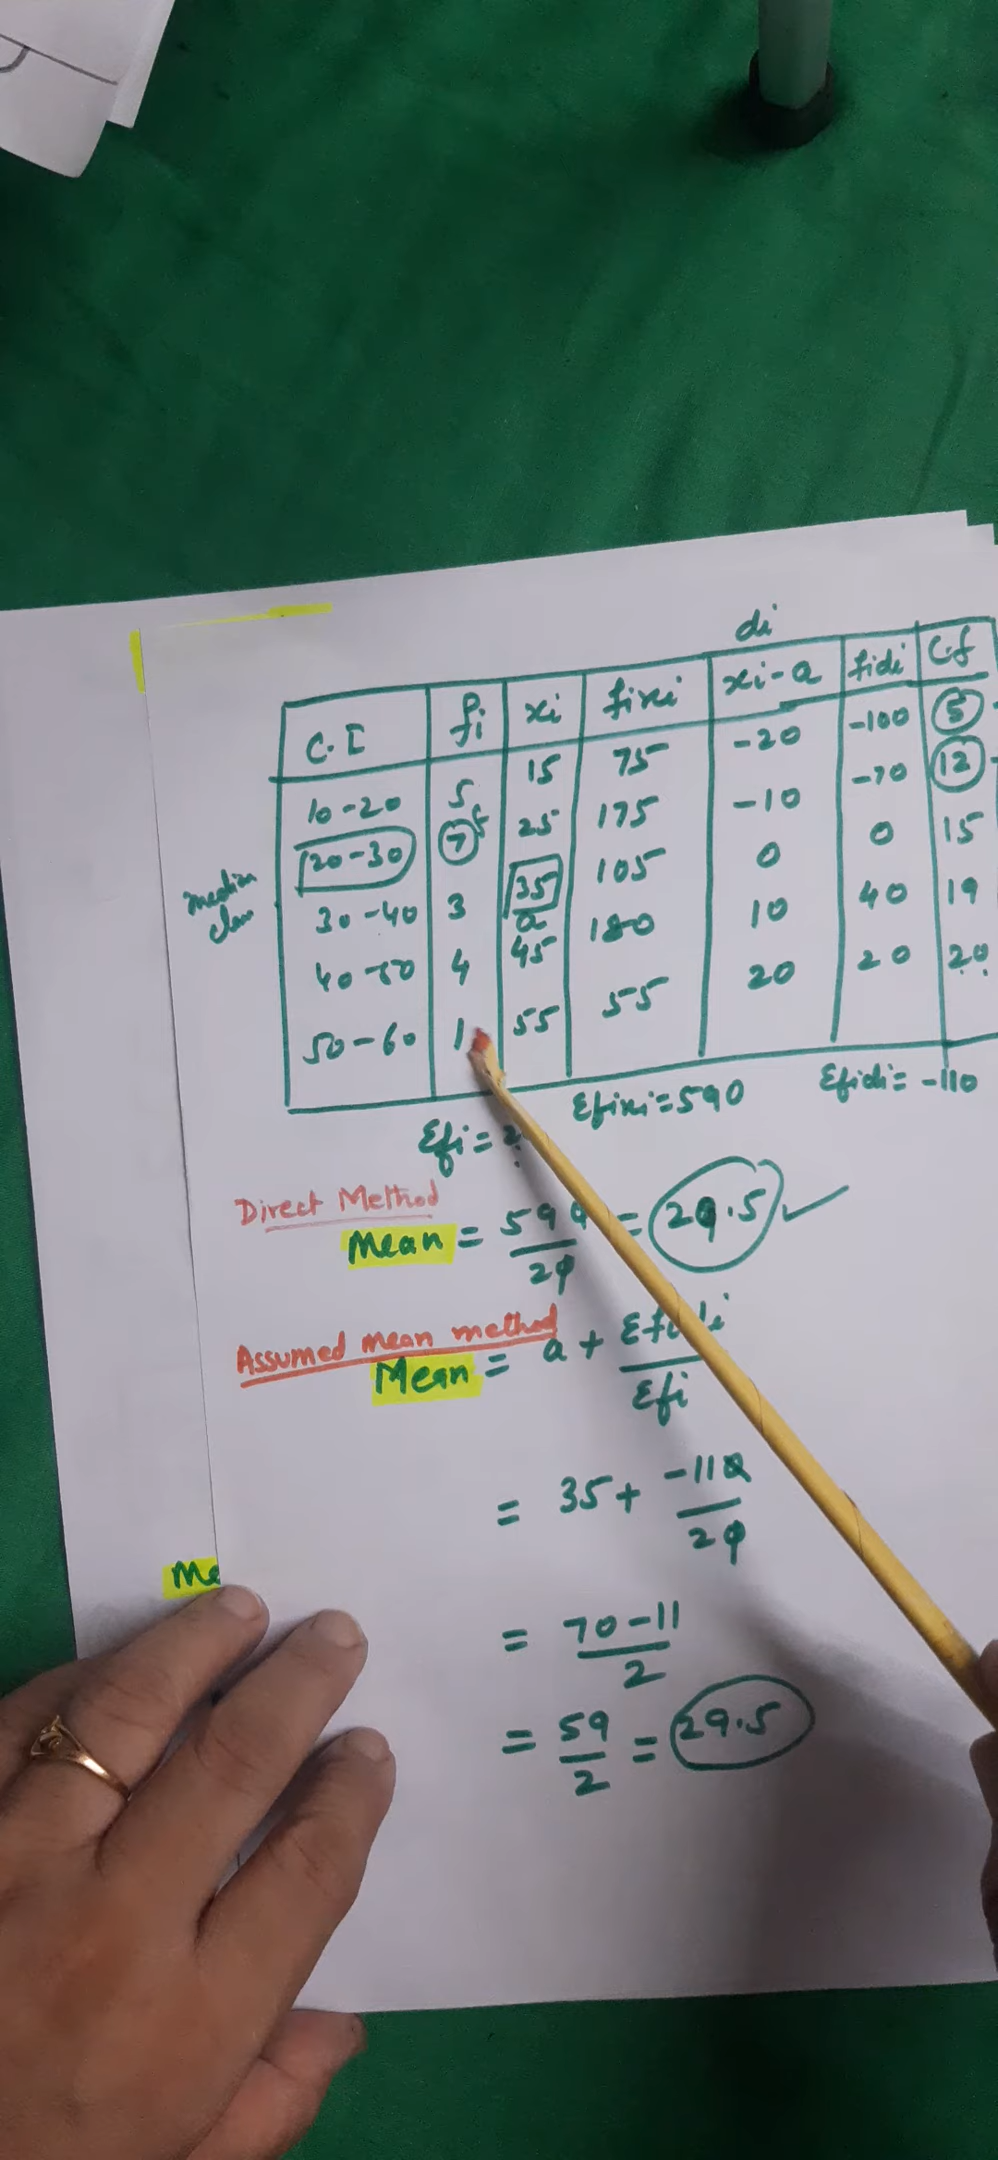 di
C.I fi xi fixi xi-a fidi C.f
10-20 5 15 75 -20 -100 5
20-30 7 f 25 175 -10 -70 12
median class
30-40 3 35 a 105 0 0 15
40-50 4 45 180 10 40 19
50-60 1 55 55 20 20 20
Σfi = 2 Σfixi = 590 Σfidi = -110
Direct Method
Mean = 590/20 = 29.5 ✓
Assumed mean method
Mean = a + Σfidi/Σfi
= 35 + -110/20
Me
= 70-11/2
= 59/2 = 29.5